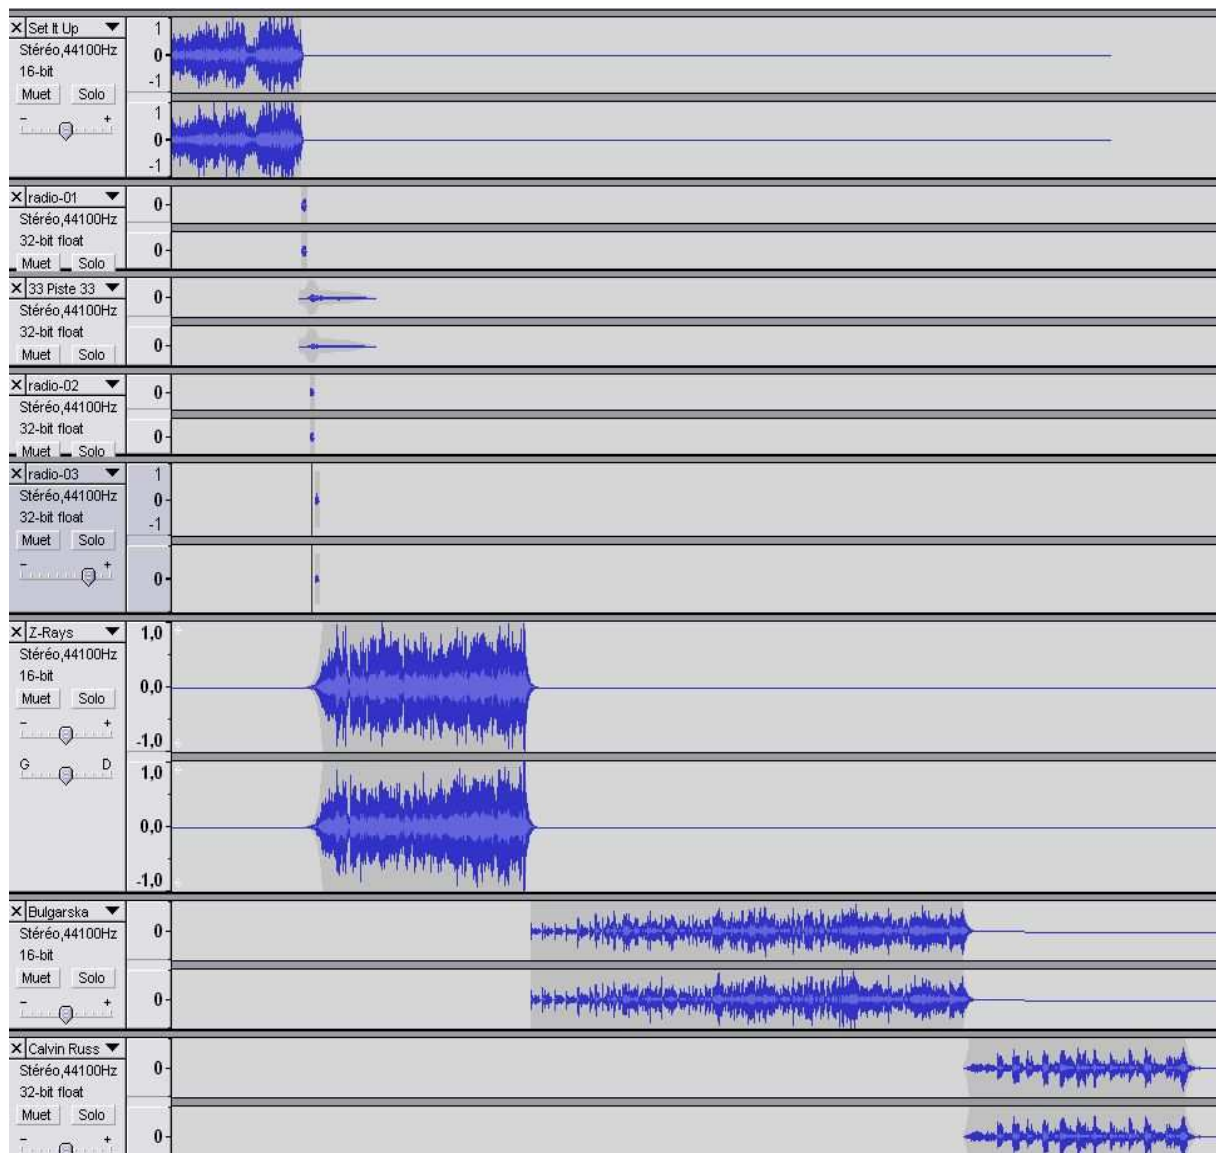 X Set It Up
Stéréo,44100Hz
16-bit
Muet Solo
- +
1
0
-1
1
0
-1
X radio-01
Stéréo,44100Hz
32-bit float
Muet Solo
0
0
X 33 Piste 33
Stéréo,44100Hz
32-bit float
Muet Solo
0
0
X radio-02
Stéréo,44100Hz
32-bit float
Muet Solo
0
0
X radio-03
Stéréo,44100Hz
32-bit float
Muet Solo
- +
1
0
-1
0
X Z-Rays
Stéréo,44100Hz
16-bit
Muet Solo
- +
G D
1,0
0,0
-1,0
1,0
0,0
-1,0
X Bulgarska
Stéréo,44100Hz
16-bit
Muet Solo
- +
0
0
X Calvin Russ
Stéréo,44100Hz
32-bit float
Muet Solo
- +
0
0